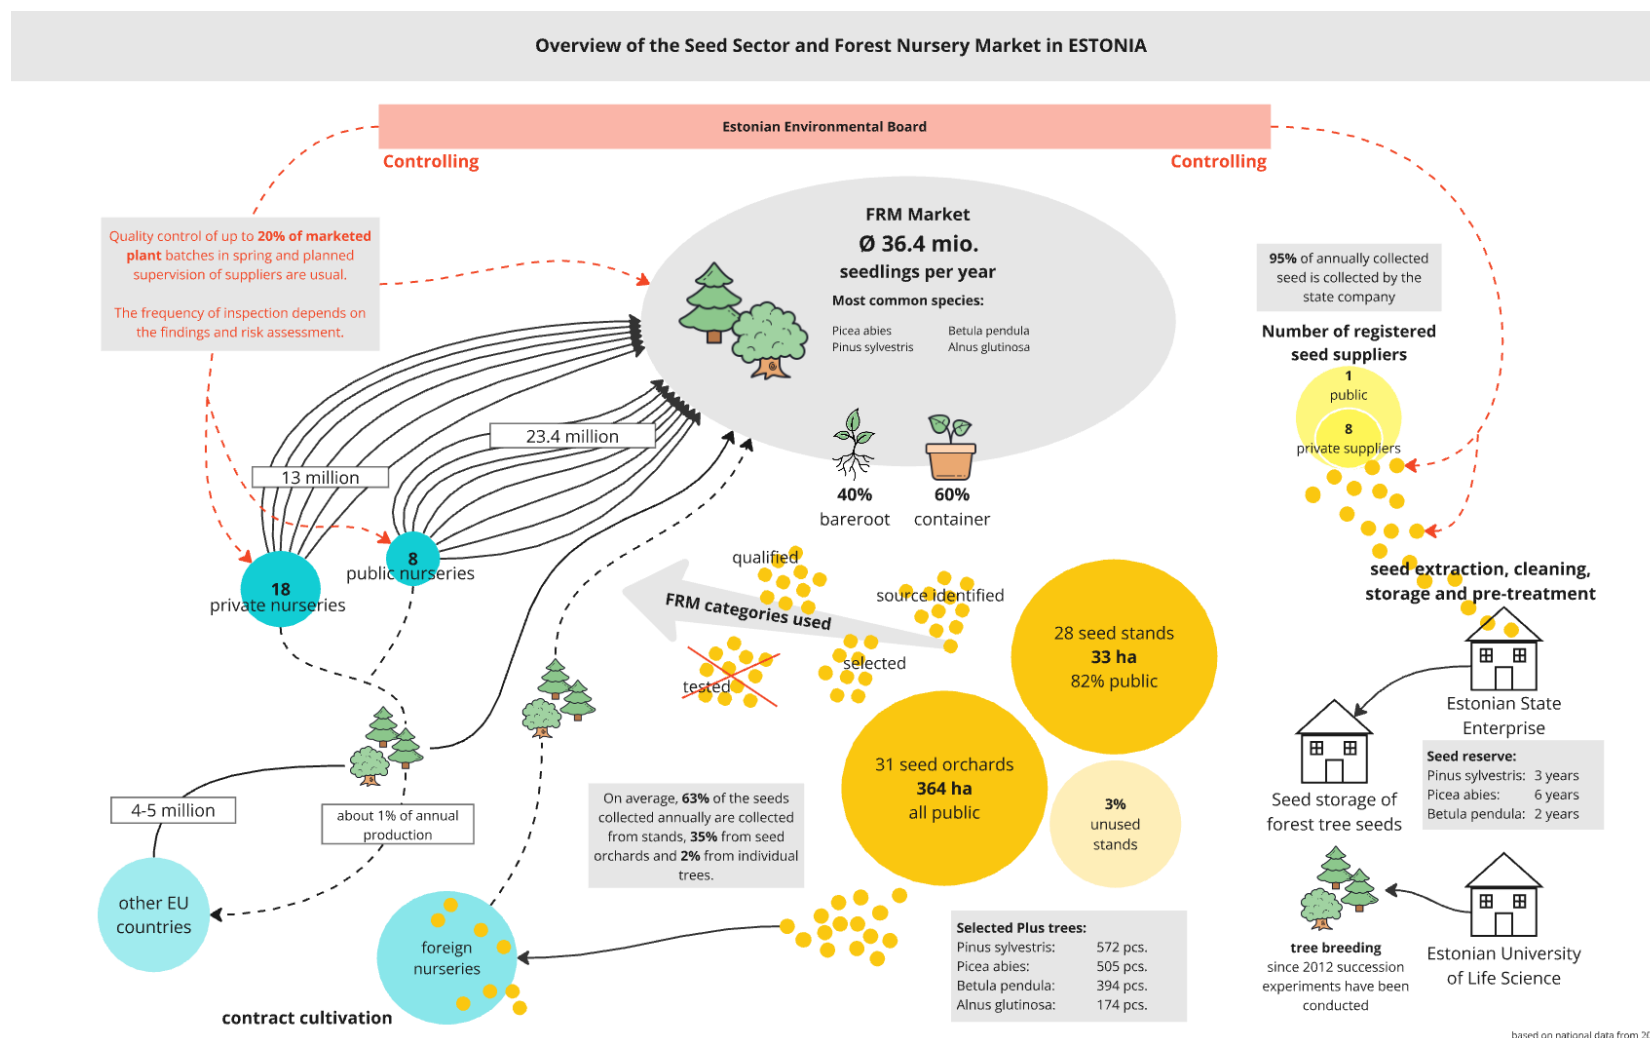 Overview of the Seed Sector and Forest Nursery Market in ESTONIA
Estonian Environmental Board
Controlling
Controlling
Quality control of up to 20% of marketed
plant batches in spring and planned
supervision of suppliers are usual.
The frequency of inspection depends on
the findings and risk assessment.
FRM Market
Ø 36.4 mio.
seedlings per year
Most common species:
Picea abies
Betula pendula
Pinus sylvestris
Alnus glutinosa
40%
bareroot
60%
container
95% of annually collected
seed is collected by the
state company
Number of registered
seed suppliers
1
public
8
private suppliers
23.4 million
13 million
18
private nurseries
8
public nurseries
qualified
source identified
FRM categories used
selected
tested
28 seed stands
33 ha
82% public
31 seed orchards
364 ha
all public
3%
unused
stands
seed extraction, cleaning,
storage and pre-treatment
Estonian State
Enterprise
Seed reserve:
Pinus sylvestris: 3 years
Picea abies: 6 years
Betula pendula: 2 years
Seed storage of
forest tree seeds
4-5 million
about 1% of annual
production
other EU
countries
foreign
nurseries
contract cultivation
On average, 63% of the seeds
collected annually are collected
from stands, 35% from seed
orchards and 2% from individual
trees.
Selected Plus trees:
Pinus sylvestris: 572 pcs.
Picea abies: 505 pcs.
Betula pendula: 394 pcs.
Alnus glutinosa: 174 pcs.
tree breeding
since 2012 succession
experiments have been
conducted
Estonian University
of Life Science
based on national data from